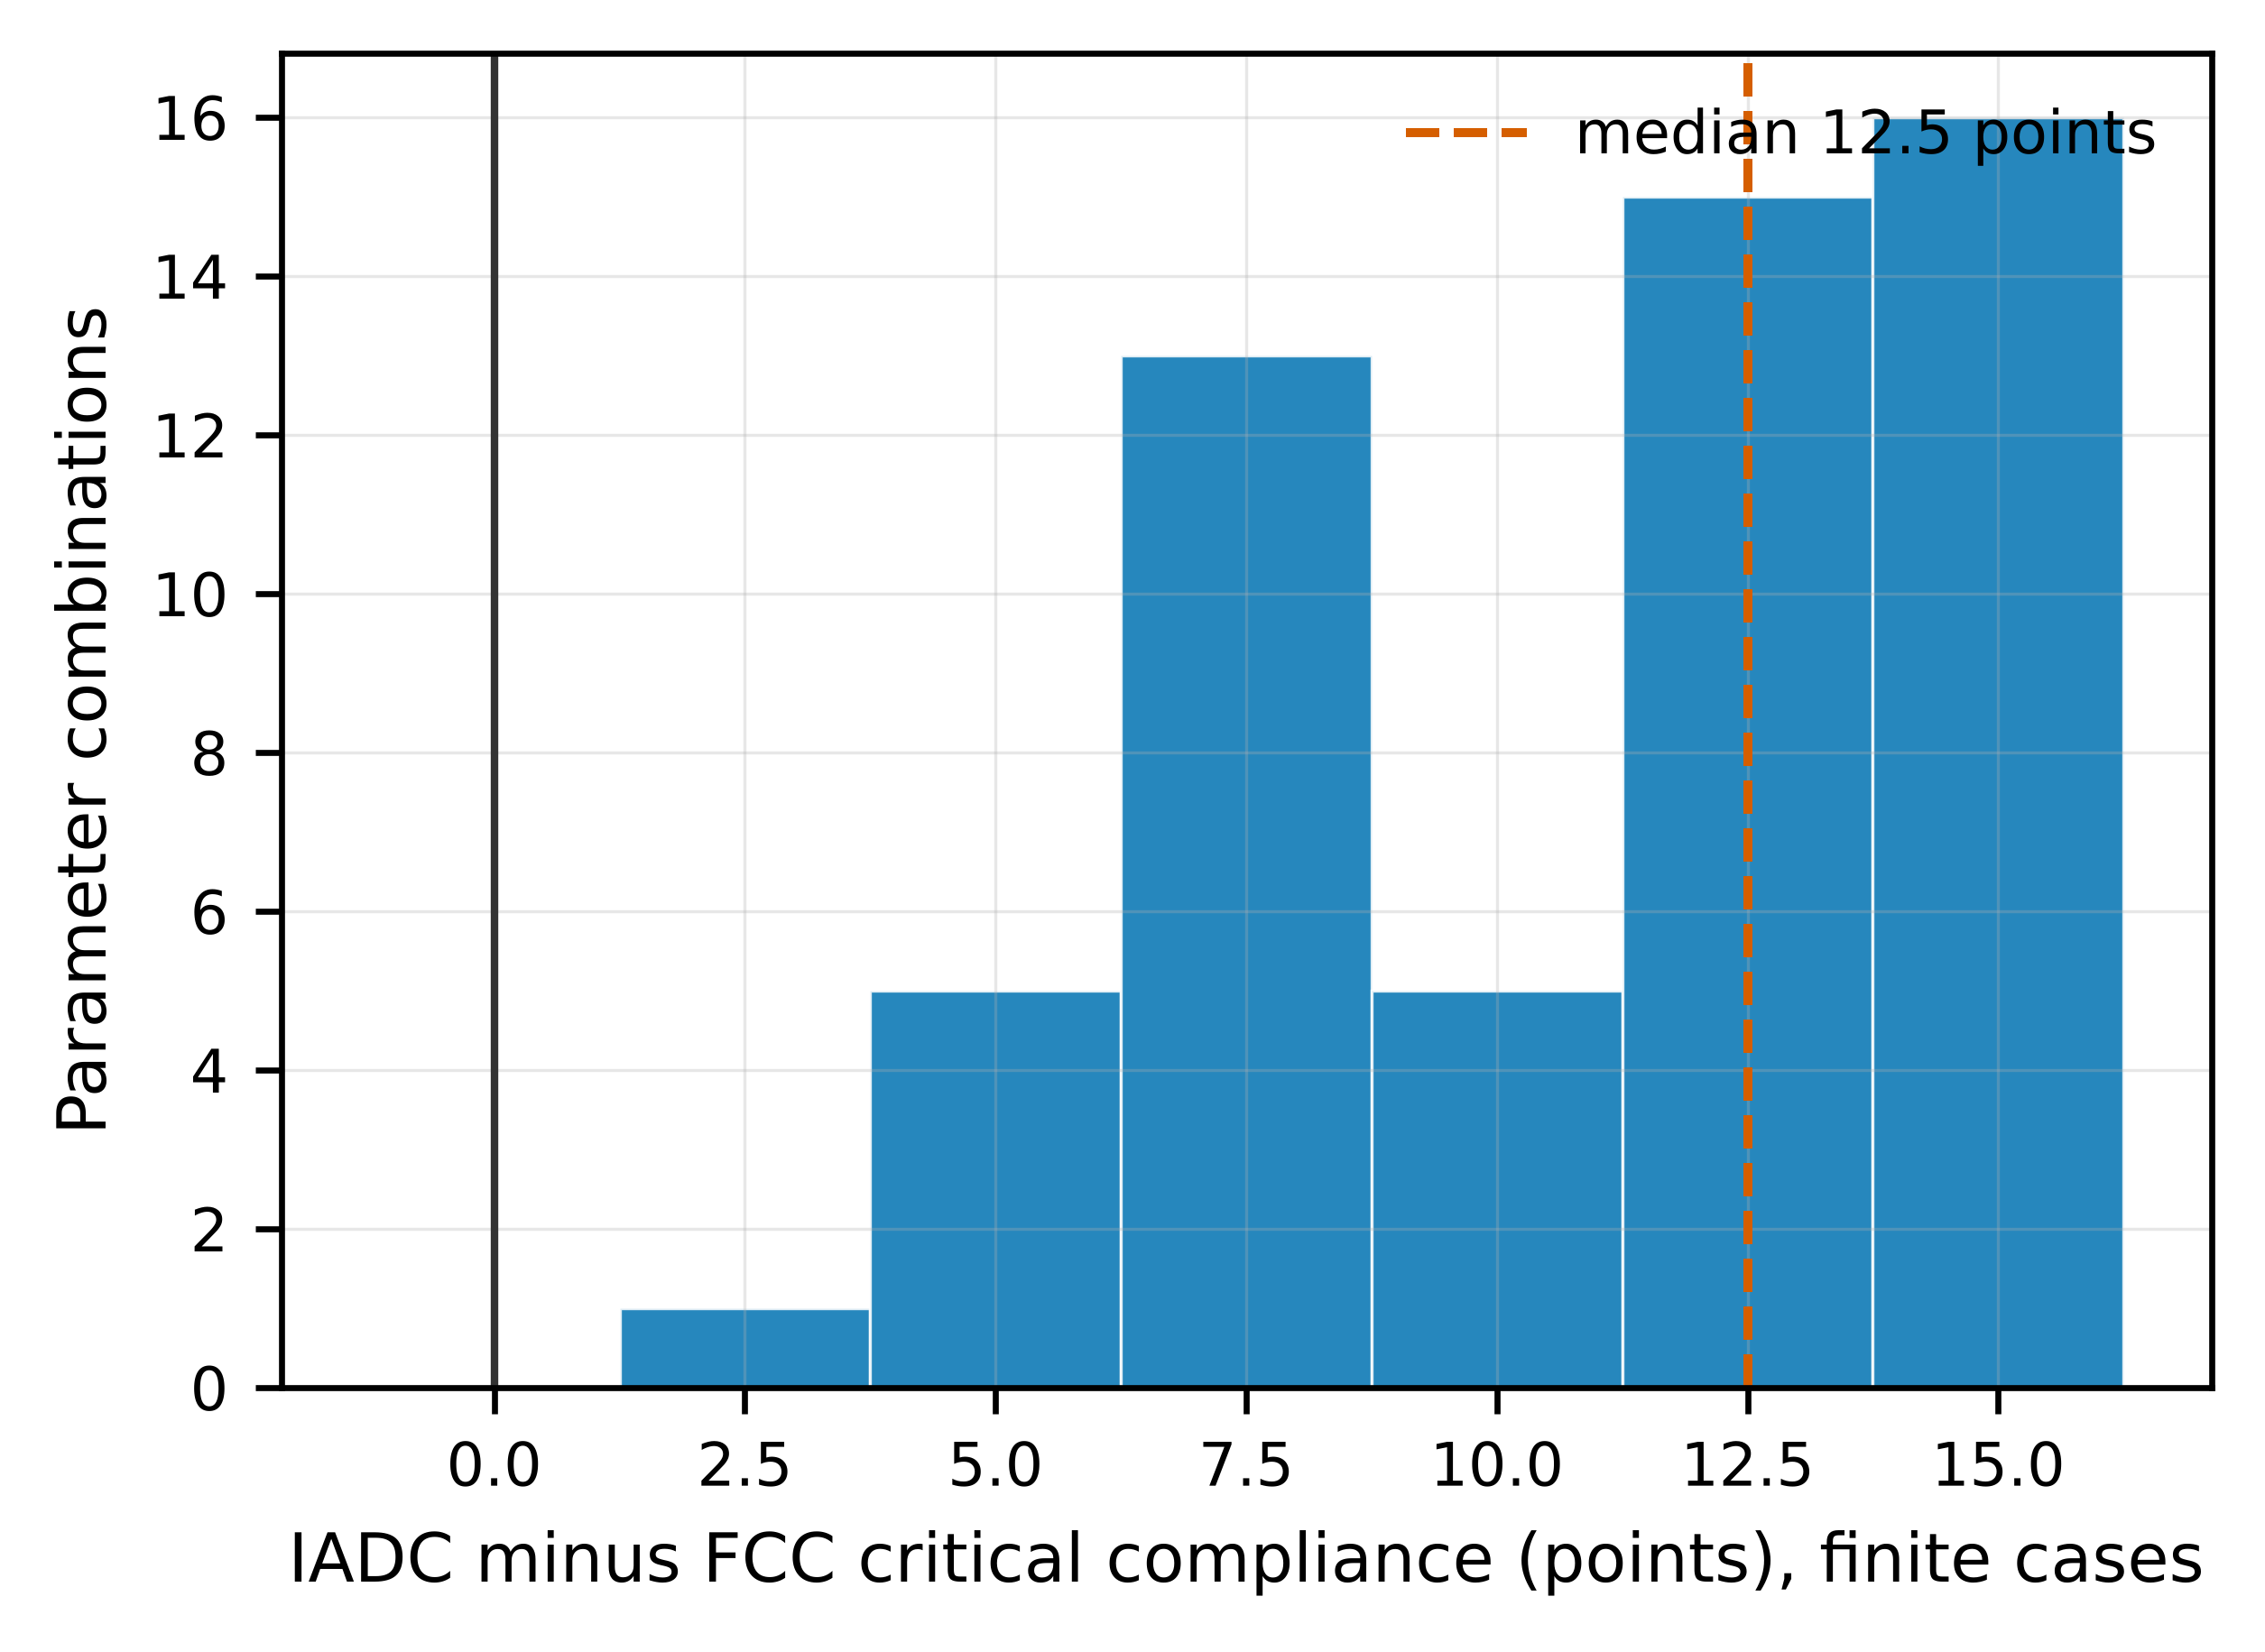 median 12.5 points
Parameter combinations
16
14
12
10
8
6
4
2
0
0.0 2.5 5.0 7.5 10.0 12.5 15.0
IADC minus FCC critical compliance (points), finite cases